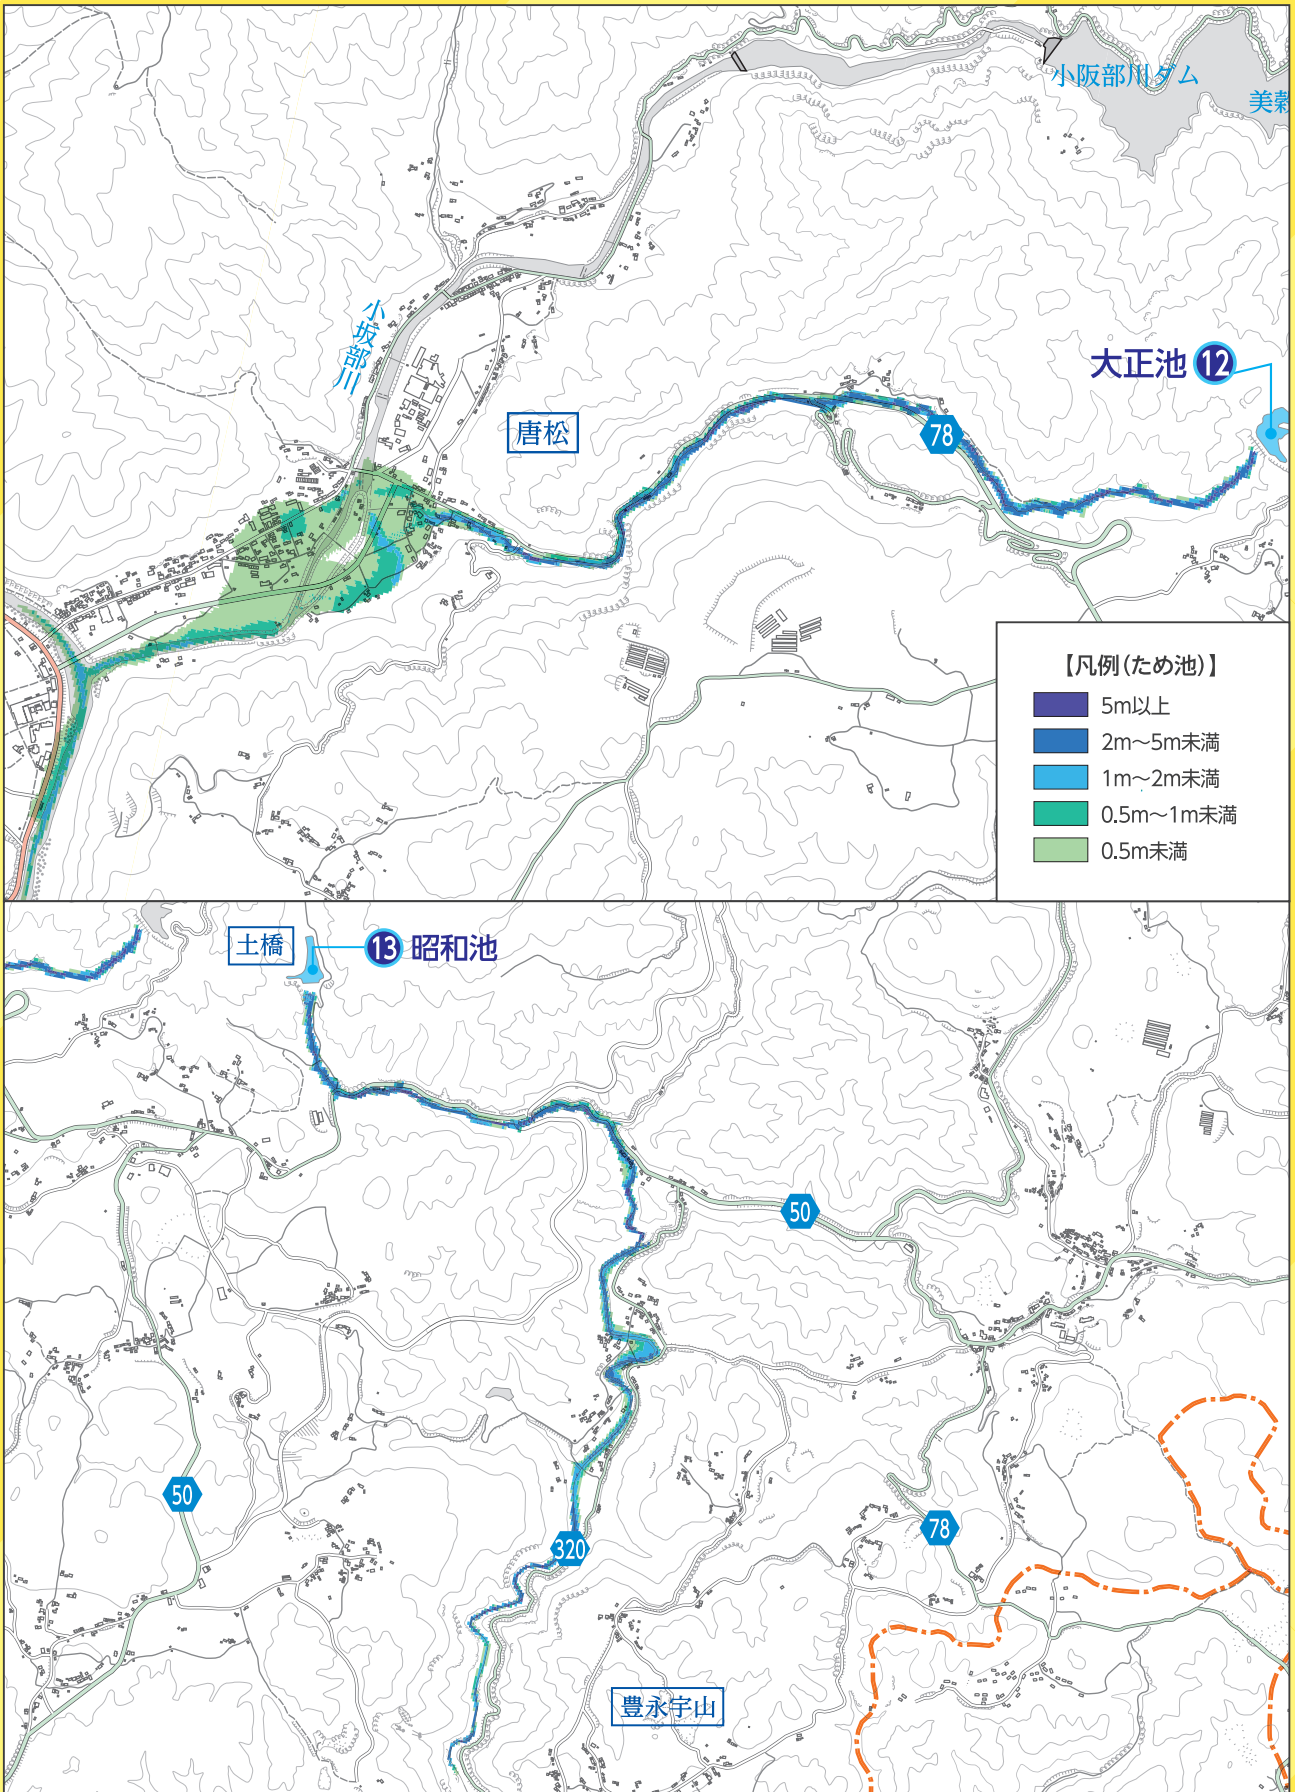 小阪部川ダム
美穀
小坂部川
大正池 12
唐松
78
【凡例(ため池)】
5m以上
2m～5m未満
1m～2m未満
0.5m～1m未満
0.5m未満
土橋
13 昭和池
50
50
78
320
豊永宇山